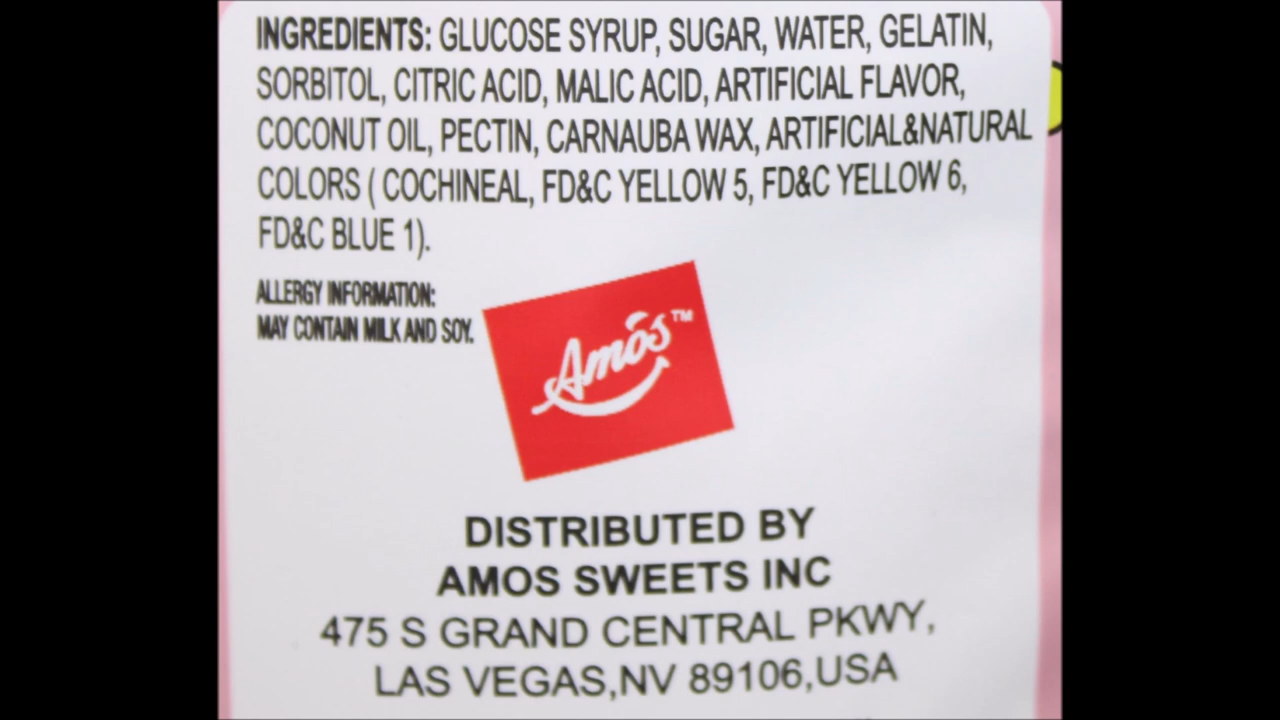 INGREDIENTS: GLUCOSE SYRUP, SUGAR, WATER, GELATIN,
SORBITOL, CITRIC ACID, MALIC ACID, ARTIFICIAL FLAVOR,
COCONUT OIL, PECTIN, CARNAUBA WAX, ARTIFICIAL&NATURAL
COLORS ( COCHINEAL, FD&C YELLOW 5, FD&C YELLOW 6,
FD&C BLUE 1).
ALLERGY INFORMATION:
MAY CONTAIN MILK AND SOY.
Amos™
DISTRIBUTED BY
AMOS SWEETS INC
475 S GRAND CENTRAL PKWY,
LAS VEGAS,NV 89106,USA